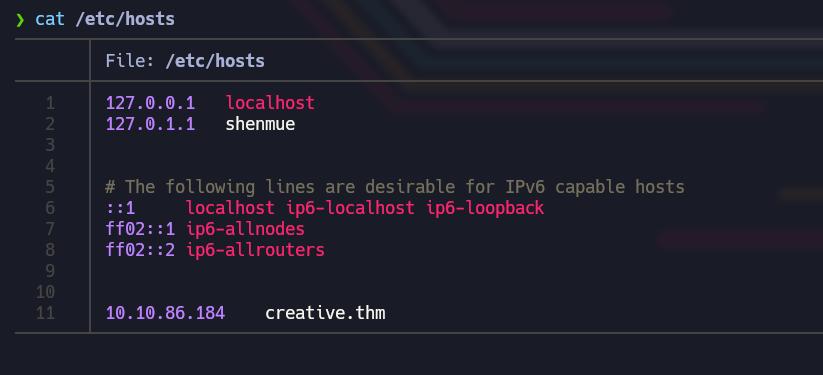 ❯ cat /etc/hosts
File: /etc/hosts
1 127.0.0.1 localhost
2 127.0.1.1 shenmue
3
4
5 # The following lines are desirable for IPv6 capable hosts
6 ::1 localhost ip6-localhost ip6-loopback
7 ff02::1 ip6-allnodes
8 ff02::2 ip6-allrouters
9
10
11 10.10.86.184 creative.thm